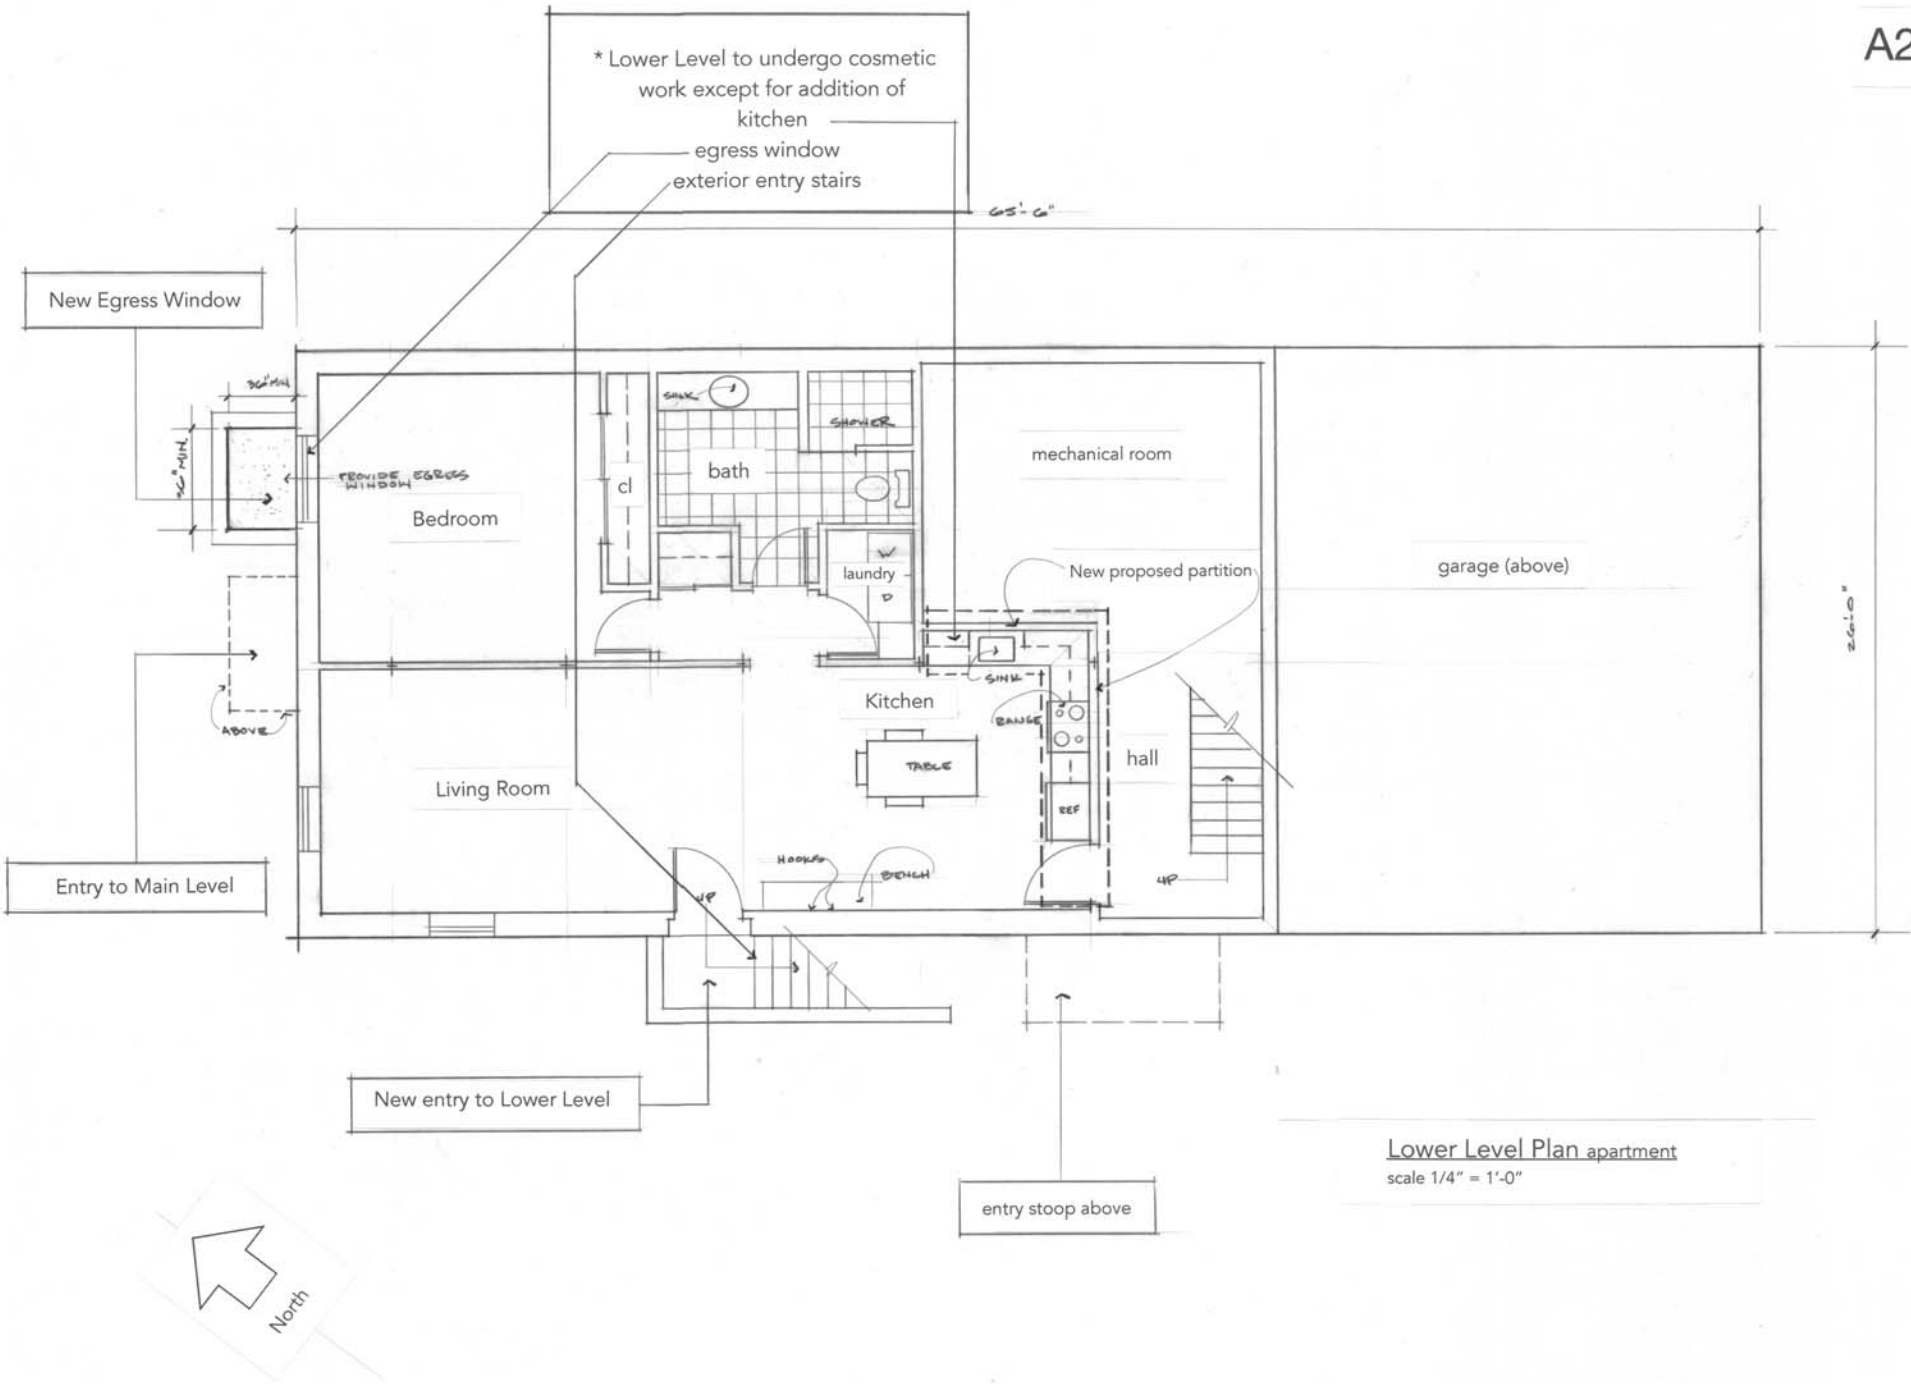 A2
* Lower Level to undergo cosmetic
work except for addition of
kitchen
egress window
exterior entry stairs
65'-6"
New Egress Window
36" MIN
36" MIN.
SINK
SHOWER
PROVIDE EGRESS
WINDOW
Bedroom
cl
bath
mechanical room
W
laundry
D
New proposed partition
garage (above)
26'-0"
ABOVE
Kitchen
SINK
RANGE
Living Room
TABLE
hall
REF
Entry to Main Level
HOOKS
BENCH
UP
UP
New entry to Lower Level
entry stoop above
Lower Level Plan apartment
scale 1/4" = 1'-0"
North